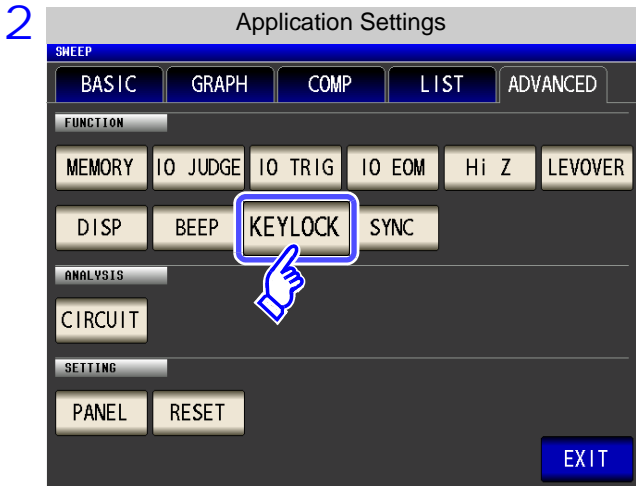 2
Application Settings
SWEEP
BASIC GRAPH COMP LIST ADVANCED
FUNCTION
MEMORY IO JUDGE IO TRIG IO EOM Hi Z LEVOVER
DISP BEEP KEYLOCK SYNC
ANALYSIS
CIRCUIT
SETTING
PANEL RESET
EXIT